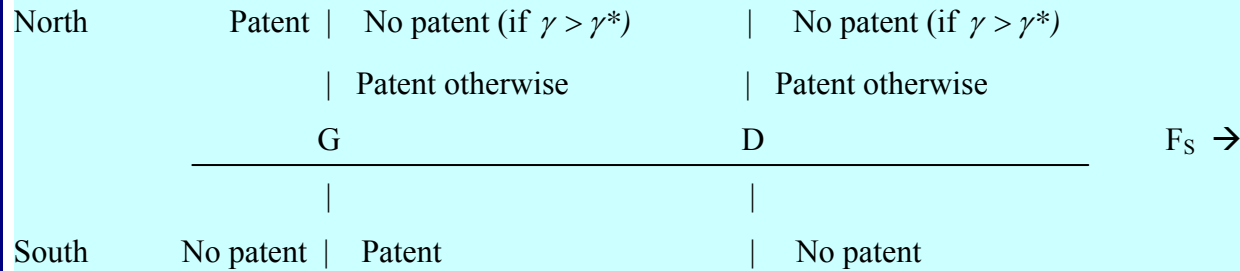 North Patent | No patent (if γ > γ*) | No patent (if γ > γ*)
| Patent otherwise | Patent otherwise
G D F_S →
| |
South No patent | Patent | No patent